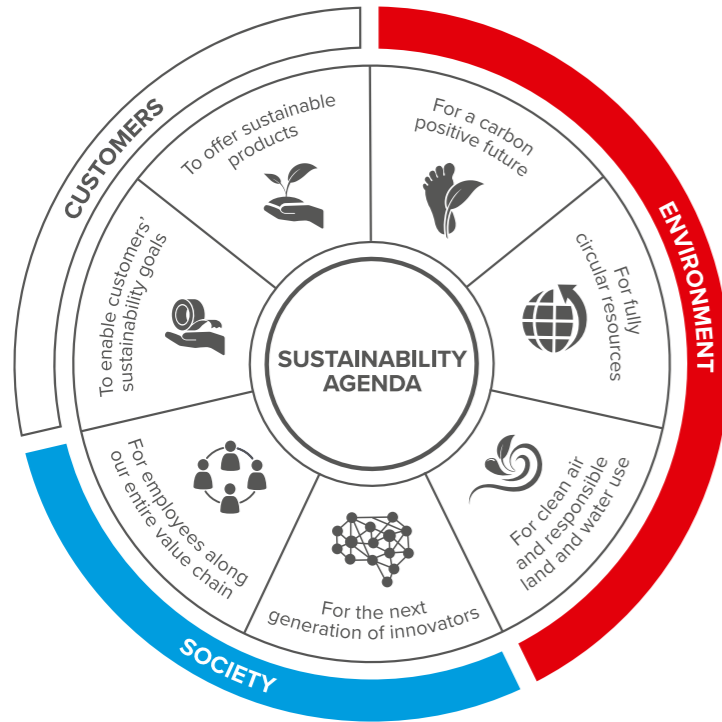 CUSTOMERS
ENVIRONMENT
SOCIETY
SUSTAINABILITY
AGENDA
To offer sustainable
products
For a carbon
positive future
For fully
circular resources
For clean air
and responsible
land and water use
For the next
generation of innovators
For employees along
our entire value chain
To enable customers'
sustainability goals